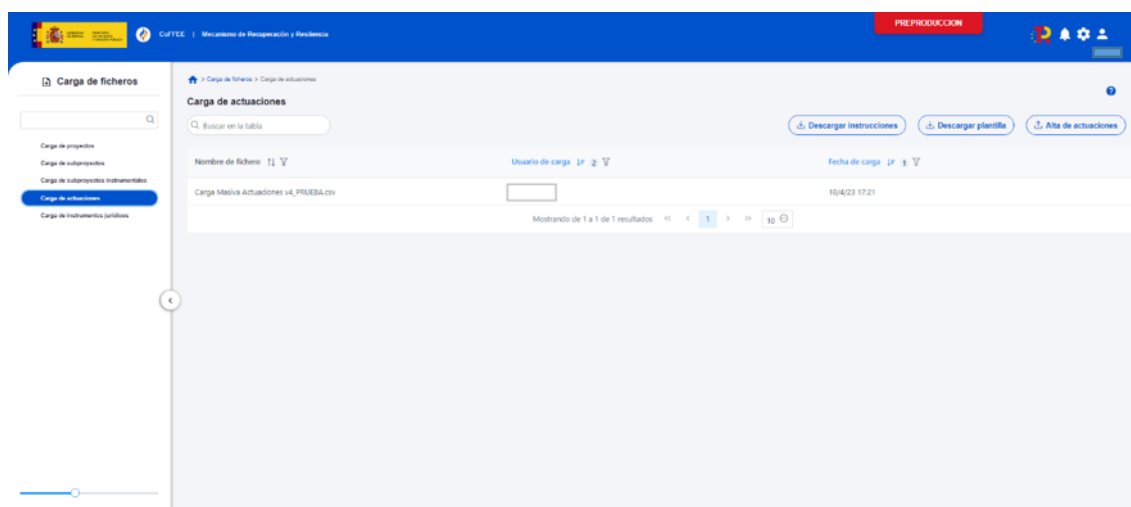 PREPRODUCCION
CoFFEE | Mecanismo de Recuperación y Resiliencia
Carga de ficheros
> Carga de ficheros > Carga de actuaciones
Carga de actuaciones
Buscar en la tabla
Descargar instrucciones
Descargar plantilla
Alta de actuaciones
Carga de proyectos
Carga de subproyectos
Carga de subproyectos instrumentales
Carga de actuaciones
Carga de Instrumentos Jurídicos
Nombre de fichero
Usuario de carga 2
Fecha de carga 1
Carga Masiva Actuaciones v4_PRUEBA.csv
10/4/23 17:21
Mostrando de 1 a 1 de 1 resultados << < 1 > >> 10